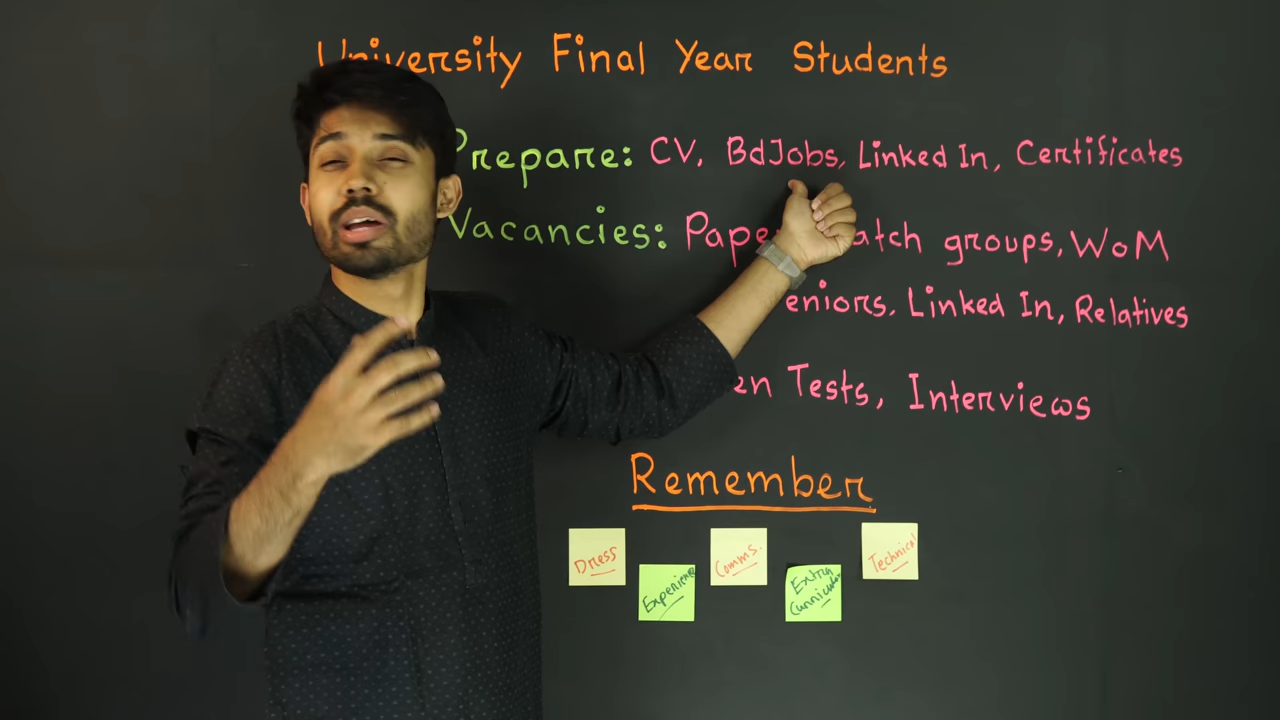 University Final Year Students
Prepare: CV, BdJobs, Linked In, Certificates
Vacancies: Pape atch groups, WoM
eniors, Linked In, Relatives
en Tests, Interviews
Remember
Dress
Experience
Comms.
Extra
Curricular
Technical